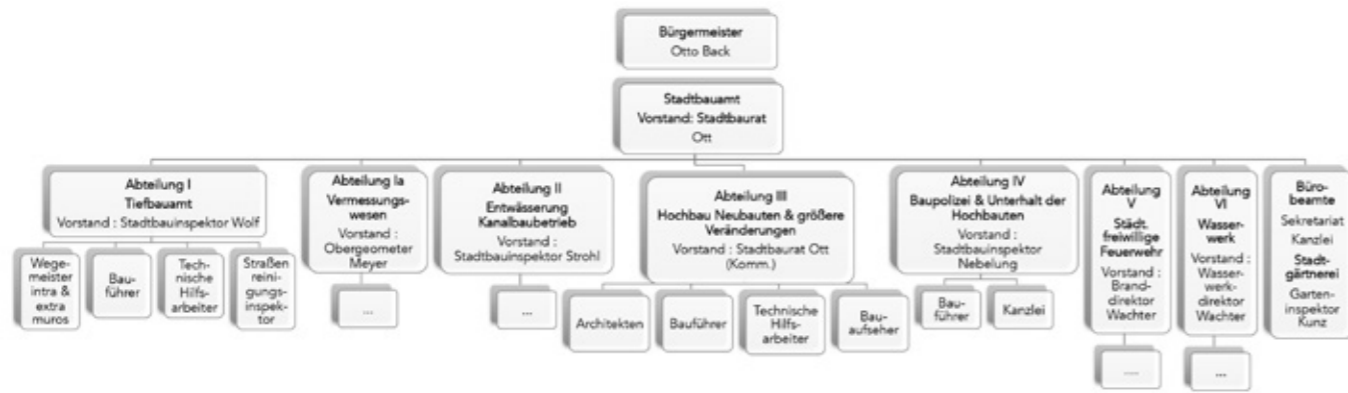 Bürgermeister
Otto Back
Stadtbauamt
Vorstand: Stadtbaurat
Ott
Abteilung I
Tiefbauamt
Vorstand : Stadtbauinspektor Wolf
Wege-
meister
intra &
extra
muros
Bau-
führer
Tech-
nische
Hilfs-
arbeiter
Straßen
reini-
gungs-
inspek-
tor
Abteilung Ia
Vermessungs-
wesen
Vorstand :
Obergeometer
Meyer
...
Abteilung II
Entwässerung
Kanalbaubetrieb
Vorstand :
Stadtbauinspektor Strohl
...
Abteilung III
Hochbau Neubauten & größere
Veränderungen
Vorstand : Stadtbaurat Ott
(Komm.)
Architekten
Bauführer
Technische
Hilfs-
arbeiter
Bau-
aufseher
Abteilung IV
Baupolizei & Unterhalt der
Hochbauten
Vorstand :
Stadtbauinspektor
Nebelung
Bau-
führer
Kanzlei
Abteilung
V
Städt.
freiwillige
Feuerwehr
Vorstand :
Brand-
direktor
Wachter
.....
Abteilung
VI
Wasser-
werk
Vorstand :
Wasser-
werk-
direktor
Wachter
...
Büro-
beamte
Sekretariat
Kanzlei
Stadt-
gärtnerei
Garten-
inspektor
Kunz